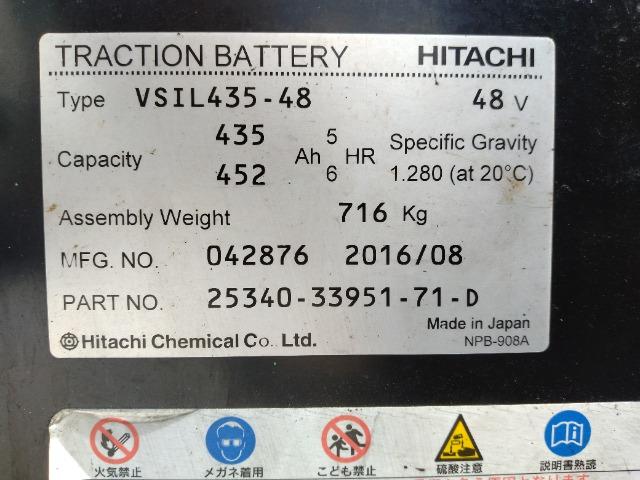 TRACTION BATTERY HITACHI
Type VSIL435-48 48 V
Capacity 435 Ah 5 HR Specific Gravity
452 6 1.280 (at 20°C)
Assembly Weight 716 Kg
MFG. NO. 042876 2016/08
PART NO. 25340-33951-71-D
Made in Japan
Hitachi Chemical Co. Ltd. NPB-908A
火気禁止 メガネ着用 こども禁止 硫酸注意 説明書熟読